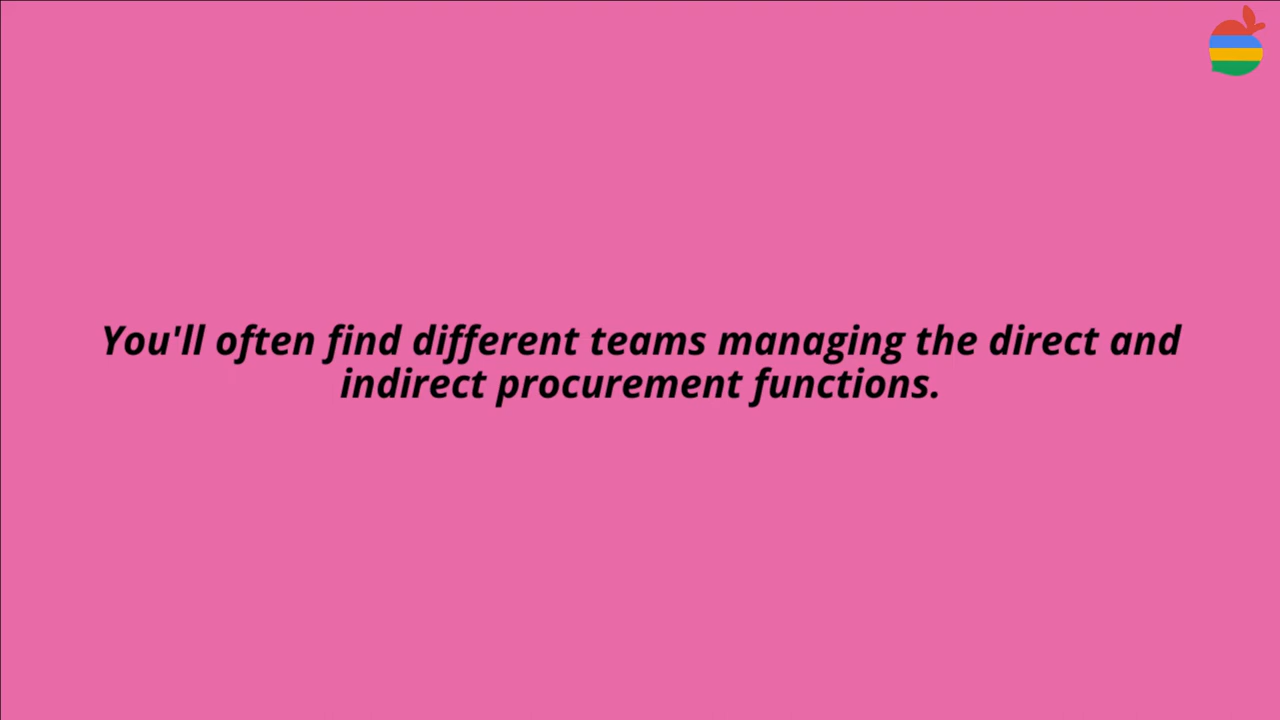 You'll often find different teams managing the direct and
indirect procurement functions.